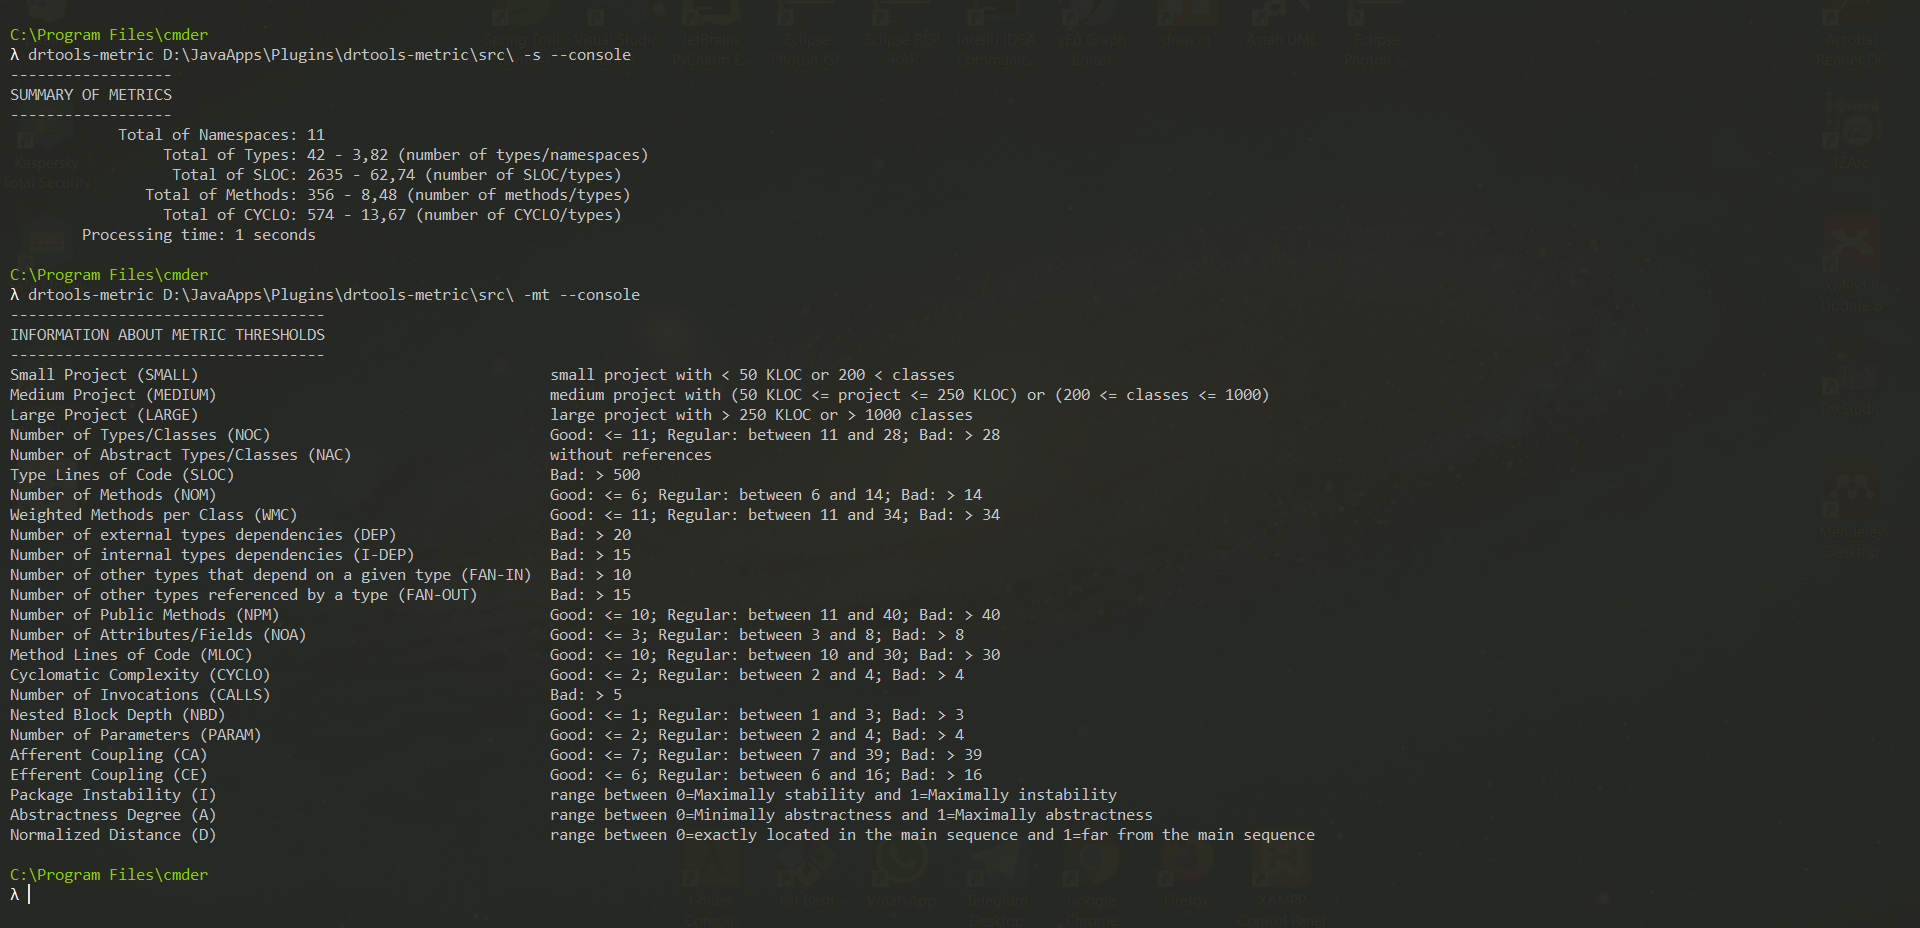 C:\Program Files\cmder
λ drtools-metric D:\JavaApps\Plugins\drtools-metric\src\ -s --console
------------------
SUMMARY OF METRICS
------------------
Total of Namespaces: 11
Total of Types: 42 - 3,82 (number of types/namespaces)
Total of SLOC: 2635 - 62,74 (number of SLOC/types)
Total of Methods: 356 - 8,48 (number of methods/types)
Total of CYCLO: 574 - 13,67 (number of CYCLO/types)
Processing time: 1 seconds
C:\Program Files\cmder
λ drtools-metric D:\JavaApps\Plugins\drtools-metric\src\ -mt --console
-----------------------------------
INFORMATION ABOUT METRIC THRESHOLDS
-----------------------------------
Small Project (SMALL) small project with < 50 KLOC or 200 < classes
Medium Project (MEDIUM) medium project with (50 KLOC <= project <= 250 KLOC) or (200 <= classes <= 1000)
Large Project (LARGE) large project with > 250 KLOC or > 1000 classes
Number of Types/Classes (NOC) Good: <= 11; Regular: between 11 and 28; Bad: > 28
Number of Abstract Types/Classes (NAC) without references
Type Lines of Code (SLOC) Bad: > 500
Number of Methods (NOM) Good: <= 6; Regular: between 6 and 14; Bad: > 14
Weighted Methods per Class (WMC) Good: <= 11; Regular: between 11 and 34; Bad: > 34
Number of external types dependencies (DEP) Bad: > 20
Number of internal types dependencies (I-DEP) Bad: > 15
Number of other types that depend on a given type (FAN-IN) Bad: > 10
Number of other types referenced by a type (FAN-OUT) Bad: > 15
Number of Public Methods (NPM) Good: <= 10; Regular: between 11 and 40; Bad: > 40
Number of Attributes/Fields (NOA) Good: <= 3; Regular: between 3 and 8; Bad: > 8
Method Lines of Code (MLOC) Good: <= 10; Regular: between 10 and 30; Bad: > 30
Cyclomatic Complexity (CYCLO) Good: <= 2; Regular: between 2 and 4; Bad: > 4
Number of Invocations (CALLS) Bad: > 5
Nested Block Depth (NBD) Good: <= 1; Regular: between 1 and 3; Bad: > 3
Number of Parameters (PARAM) Good: <= 2; Regular: between 2 and 4; Bad: > 4
Afferent Coupling (CA) Good: <= 7; Regular: between 7 and 39; Bad: > 39
Efferent Coupling (CE) Good: <= 6; Regular: between 6 and 16; Bad: > 16
Package Instability (I) range between 0=Maximally stability and 1=Maximally instability
Abstractness Degree (A) range between 0=Minimally abstractness and 1=Maximally abstractness
Normalized Distance (D) range between 0=exactly located in the main sequence and 1=far from the main sequence
C:\Program Files\cmder
λ